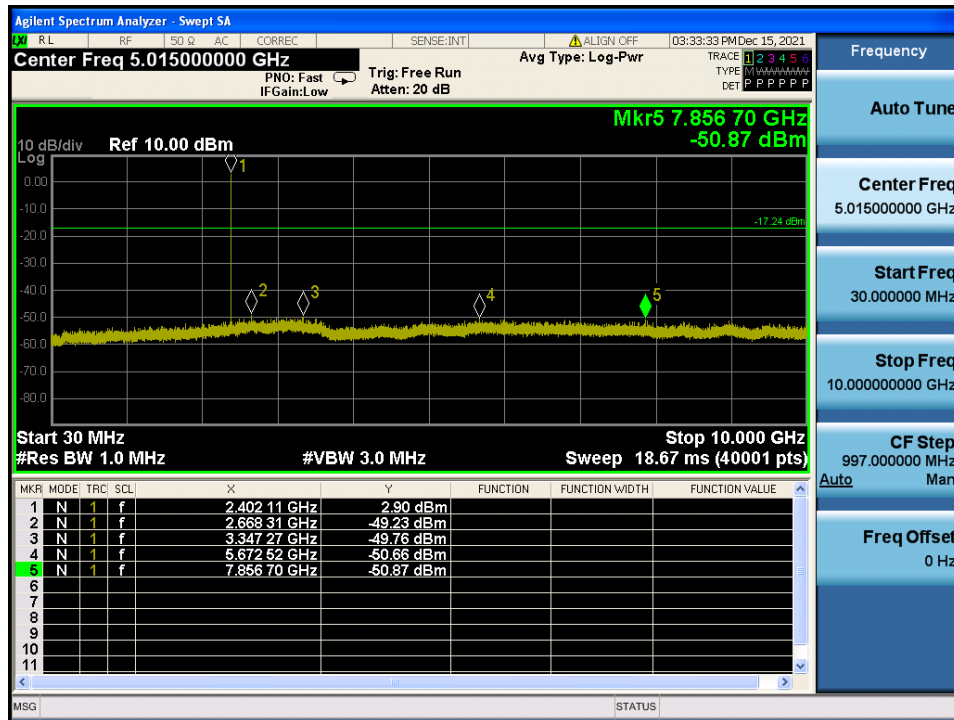 Agilent Spectrum Analyzer - Swept SA
LXI RL RF 50 Ω AC CORREC SENSE:INT ALIGN OFF 03:33:33 PM Dec 15, 2021
Center Freq 5.015000000 GHz
PNO: Fast
IFGain:Low
Trig: Free Run
Atten: 20 dB
Avg Type: Log-Pwr
TRACE 1 2 3 4 5 6
TYPE M WWWWW
DET P P P P P P
Mkr5 7.856 70 GHz
-50.87 dBm
10 dB/div Ref 10.00 dBm
Log
0.00
-10.0
-20.0
-30.0
-40.0
-50.0
-60.0
-70.0
-80.0
-17.24 dBm
1
2
3
4
5
Start 30 MHz Stop 10.000 GHz
#Res BW 1.0 MHz #VBW 3.0 MHz Sweep 18.67 ms (40001 pts)
MKR MODE TRC SCL X Y FUNCTION FUNCTION WIDTH FUNCTION VALUE
1 N 1 f 2.402 11 GHz 2.90 dBm
2 N 1 f 2.668 31 GHz -49.23 dBm
3 N 1 f 3.347 27 GHz -49.76 dBm
4 N 1 f 5.672 52 GHz -50.66 dBm
5 N 1 f 7.856 70 GHz -50.87 dBm
6
7
8
9
10
11
MSG STATUS
Frequency
Auto Tune
Center Freq
5.015000000 GHz
Start Freq
30.000000 MHz
Stop Freq
10.000000000 GHz
CF Step
997.000000 MHz
Auto Man
Freq Offset
0 Hz